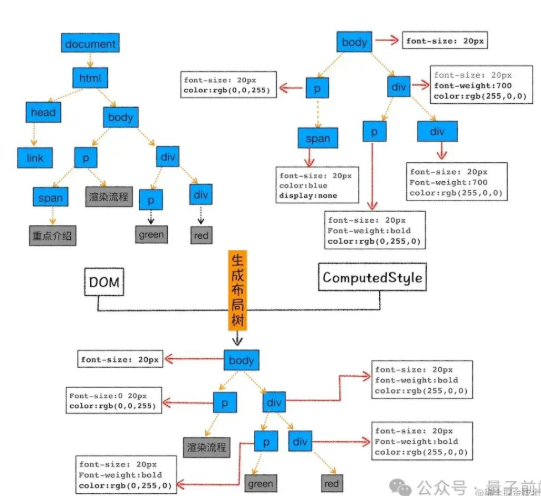 document
html
head
body
link
p
div
span
渲染流程
p
div
重点介绍
green
red
body
font-size: 20px
font-size: 20px
color:rgb(0,0,255)
p
div
font-size: 20px
font-weight:700
color:rgb(255,0,0)
span
p
div
font-size: 20px
color:blue
display:none
font-size: 20px
Font-weight:700
color:rgb(255,0,0)
font-size: 20px
Font-weight:bold
color:rgb(0,255,0)
DOM
生成布局树
ComputedStyle
font-size: 20px
body
Font-size:0 20px
color:rgb(0,0,255)
p
div
font-size: 20px
font-weight:bold
color:rgb(255,0,0)
渲染流程
p
div
font-size: 20px
Font-weight:bold
color:rgb(255,0,0)
font-size: 20px
Font-weight:bold
color:rgb(0,255,0)
green
red
公众号·量子前端